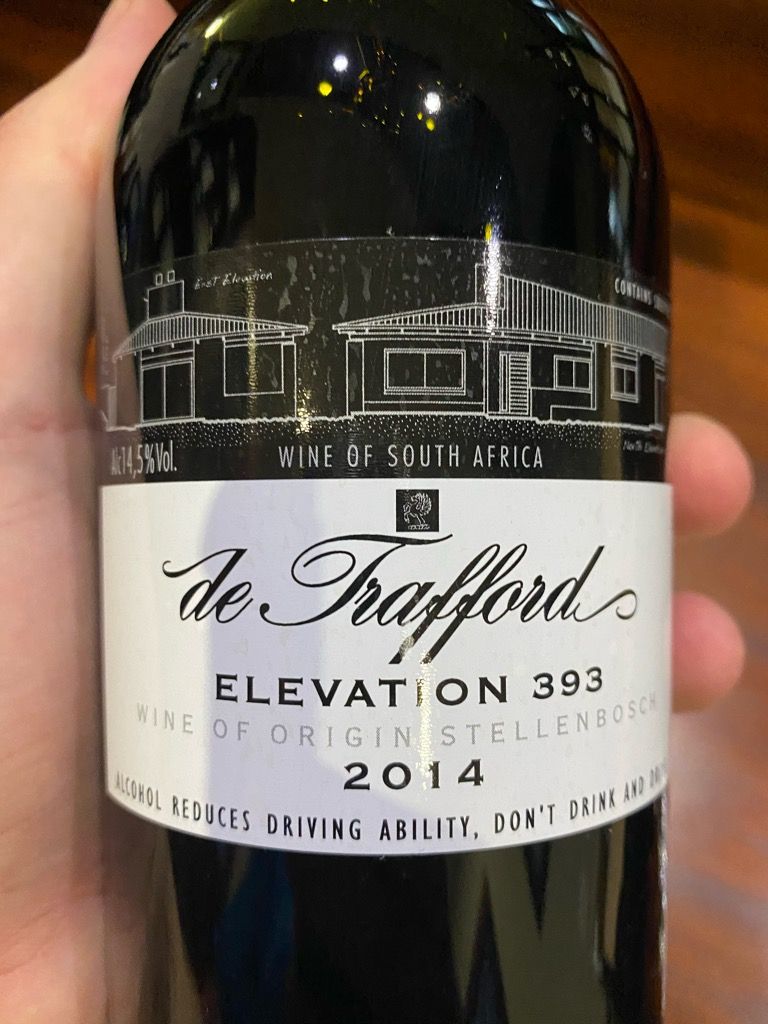 East Elevation
CONTAINS
Alc 14,5% Vol.
WINE OF SOUTH AFRICA
de Trafford
ELEVATION 393
WINE OF ORIGIN STELLENBOSCH
2014
ALCOHOL REDUCES DRIVING ABILITY, DON'T DRINK AND